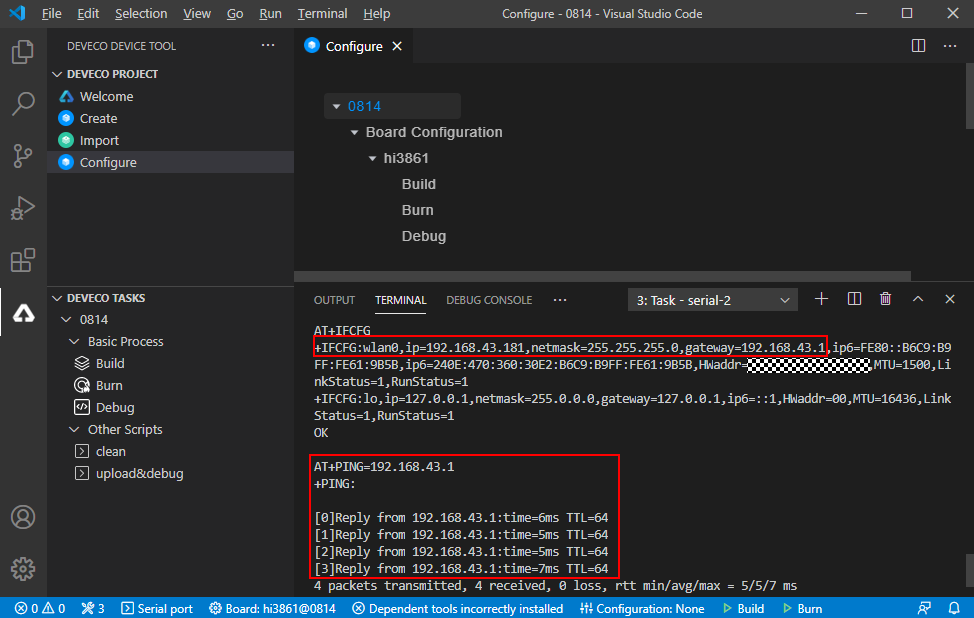 File Edit Selection View Go Run Terminal Help Configure - 0814 - Visual Studio Code
DEVECO DEVICE TOOL
DEVECO PROJECT
Welcome
Create
Import
Configure
DEVECO TASKS
0814
Basic Process
Build
Burn
Debug
Other Scripts
clean
upload&debug
Configure
0814
Board Configuration
hi3861
Build
Burn
Debug
OUTPUT TERMINAL DEBUG CONSOLE 3: Task - serial-2
AT+IFCFG
+IFCFG:wlan0,ip=192.168.43.181,netmask=255.255.255.0,gateway=192.168.43.1,ip6=FE80::B6C9:B9
FF:FE61:9B5B,ip6=240E:470:360:30E2:B6C9:B9FF:FE61:9B5B,HWaddr= ,MTU=1500,Li
nkStatus=1,RunStatus=1
+IFCFG:lo,ip=127.0.0.1,netmask=255.0.0.0,gateway=127.0.0.1,ip6=::1,HWaddr=00,MTU=16436,Link
Status=1,RunStatus=1
OK
AT+PING=192.168.43.1
+PING:
[0]Reply from 192.168.43.1:time=6ms TTL=64
[1]Reply from 192.168.43.1:time=5ms TTL=64
[2]Reply from 192.168.43.1:time=5ms TTL=64
[3]Reply from 192.168.43.1:time=7ms TTL=64
4 packets transmitted, 4 received, 0 loss, rtt min/avg/max = 5/5/7 ms
0 0 3 Serial port Board: hi3861@0814 Dependent tools incorrectly installed Configuration: None Build Burn